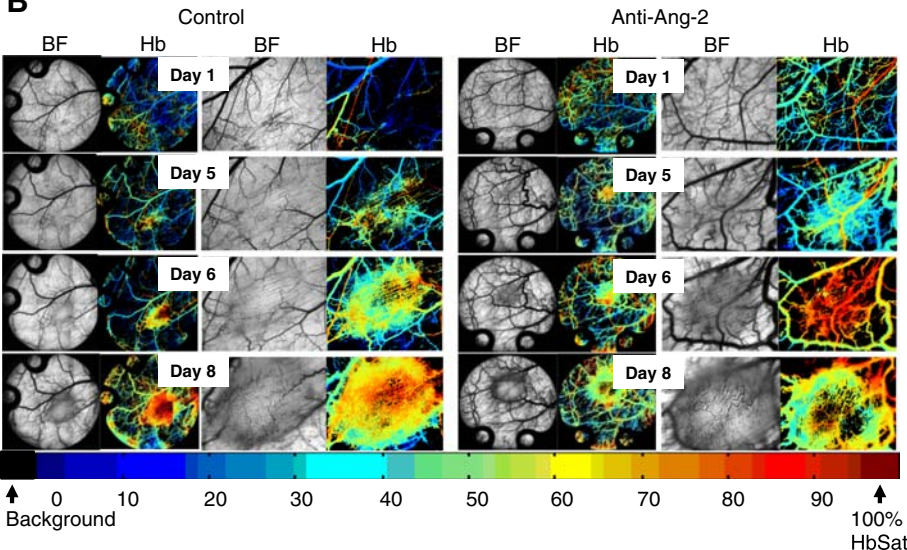 B
Control Anti-Ang-2
BF Hb BF Hb BF Hb BF Hb
Day 1 Day 1
Day 5 Day 5
Day 6 Day 6
Day 8 Day 8
0 10 20 30 40 50 60 70 80 90
Background 100%
HbSat